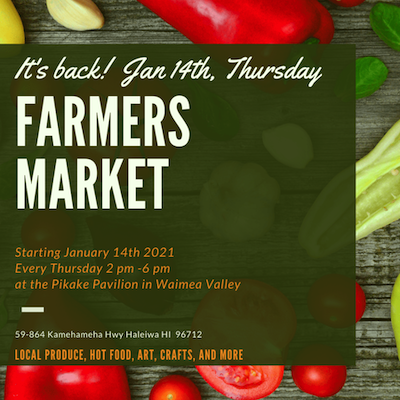 It's back! Jan 14th, Thursday
FARMERS
MARKET
Starting January 14th 2021
Every Thursday 2 pm -6 pm
at the Pikake Pavilion in Waimea Valley
59-864 Kamehameha Hwy Haleiwa HI 96712
LOCAL PRODUCE, HOT FOOD, ART, CRAFTS, AND MORE